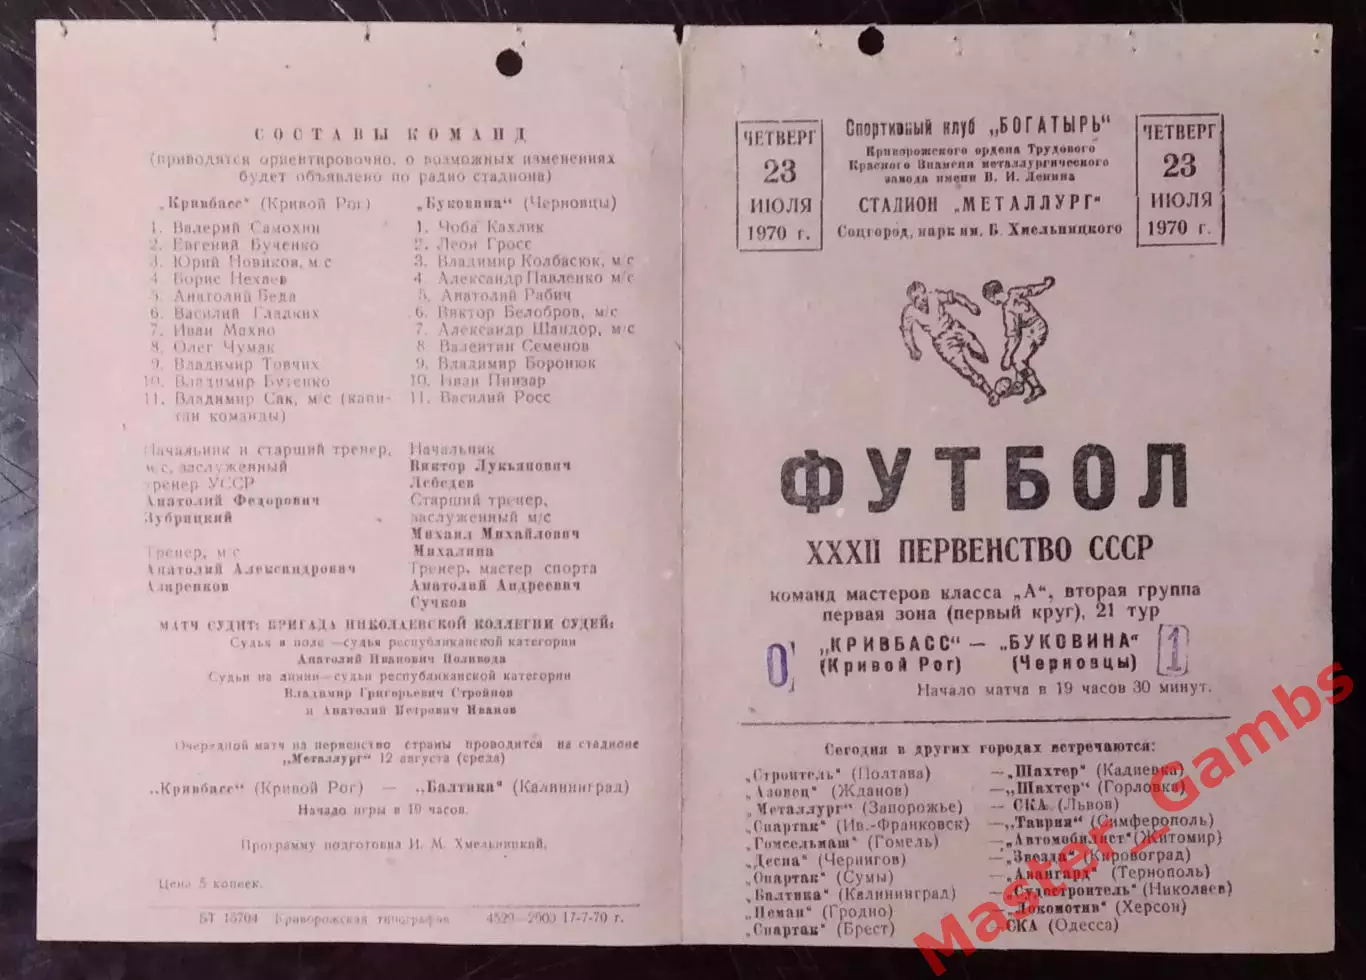 СОСТАВЫ КОМАНД
(приводятся ориентировочно, о возможных изменениях
будет объявлено по радио стадиона)
„Кривбасс" (Кривой Рог)
1. Валерий Самохин
2. Евгений Бученко
3. Юрий Новиков, м/с
4. Борис Нехаев
5. Анатолий Беда
6. Василий Гладких
7. Иван Махно
8. Олег Чумак
9. Владимир Товчих
10. Владимир Бутенко
11. Владимир Сак, м/с (капи-
тан команды)
„Буковина" (Черновцы)
1. Чоба Кахлик
2. Леон Гросс
3. Владимир Колбасюк, м/с
4. Александр Павленко м/с
5. Анатолий Рабич
6. Виктор Белобров, м/с
7. Александр Шандор, м/с
8. Валентин Семенов
9. Владимир Воронюк
10. Иван Пинзар
11. Василий Росс
Начальник и старший тренер,
м/с, заслуженный
тренер УССР
Анатолий Федорович
Зубрицкий
Тренер, м/с
Анатолий Александрович
Азаренков
Начальник
Виктор Лукьянович
Лебедев
Старший тренер,
заслуженный м/с
Михаил Михайлович
Михалина
Тренер, мастер спорта
Анатолий Андреевич
Сучков
МАТЧ СУДИТ: БРИГАДА НИКОЛАЕВСКОЙ КОЛЛЕГИИ СУДЕЙ:
Судья в поле —судья республиканской категории
Анатолий Иванович Поливода
Судьи на линии—судьи республиканской категории
Владимир Григорьевич Стройнов
и Анатолий Петрович Иванов
Очередной матч на первенство страны проводится на стадионе
„Металлург" 12 августа (среда)
„Кривбасс" (Кривой Рог) — „Балтика" (Калининград)
Начало игры в 19 часов.
Программу подготовил И. М. Хмельницкий.
Цена 5 копеек.
БТ 15704 Криворожская типография 4529—2000 17-7-70 г.
ЧЕТВЕРГ
23
ИЮЛЯ
1970 г.
Спортивный клуб „БОГАТЫРЬ"
Криворожского ордена Трудового
Красного Знамени металлургического
завода имени В. И. Ленина
СТАДИОН „МЕТАЛЛУРГ"
Соцгород, парк им. Б. Хмельницкого
ЧЕТВЕРГ
23
ИЮЛЯ
1970 г.
ФУТБОЛ
XXXII ПЕРВЕНСТВО СССР
команд мастеров класса „А", вторая группа
первая зона (первый круг), 21 тур
0 „КРИВБАСС" — „БУКОВИНА" 1
(Кривой Рог) (Черновцы)
Начало матча в 19 часов 30 минут.
Сегодня в других городах встречаются:
„Строитель" (Полтава) —„Шахтер" (Кадиевка)
„Азовец" (Жданов) —„Шахтер" (Горловка)
„Металлург" (Запорожье) — СКА (Львов)
„Спартак" (Ив.-Франковск) —„Таврия" (Симферополь)
„Гомсельмаш" (Гомель) —„Автомобилист" (Житомир)
„Десна" (Чернигов) —„Звезда" (Кировоград)
„Спартак" (Сумы) —„Авангард" (Тернополь)
„Балтика" (Калининград) —„Судостроитель" (Николаев)
„Неман" (Гродно) —„Локомотив" (Херсон)
„Спартак" (Брест) —СКА (Одесса)
Master_Gambs